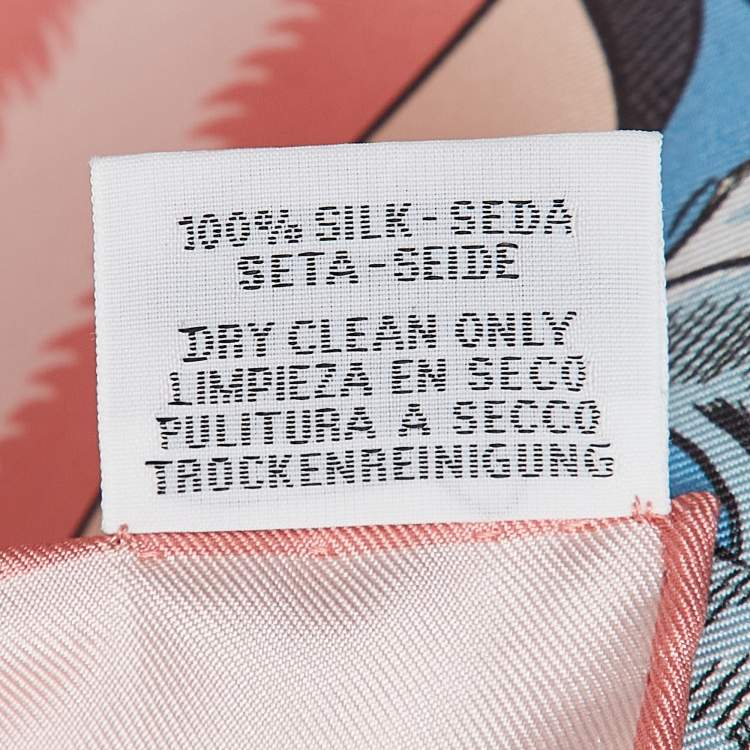 100% SILK - SEDA
SETA - SEIDE
DRY CLEAN ONLY
LIMPIEZA EN SECO
PULITURA A SECCO
TROCKENREINIGUNG